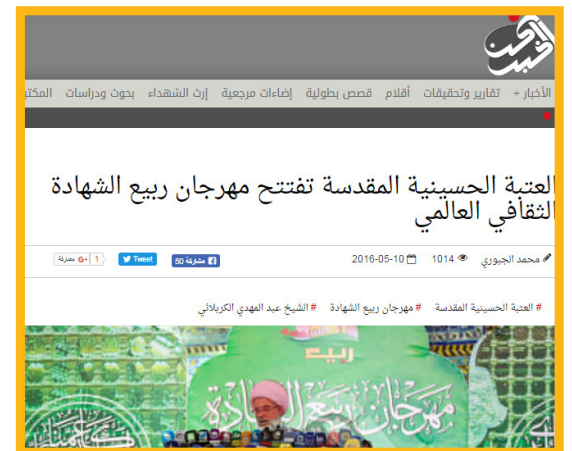 الأخبار + تقارير وتحقيقات أقلام قصص بطولية إضاءات مرجعية إرث الشهداء بحوث ودراسات
العتبة الحسينية المقدسة تفتتح مهرجان ربيع الشهادة
الثقافي العالمي
محمد الجبوري 1014 2016-05-10 مشاركة 50 Tweet 1 G+ مشاركة
# العتبة الحسينية المقدسة # مهرجان ربيع الشهادة # الشيخ عبد المهدي الكربلائي
ربيع
مهرجان ربيع الشهادة